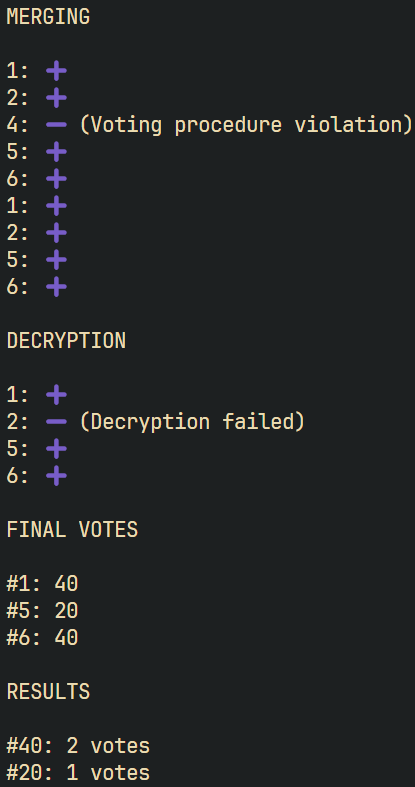 MERGING
1: ➕
2: ➕
4: ➖ (Voting procedure violation)
5: ➕
6: ➕
1: ➕
2: ➕
5: ➕
6: ➕
DECRYPTION
1: ➕
2: ➖ (Decryption failed)
5: ➕
6: ➕
FINAL VOTES
#1: 40
#5: 20
#6: 40
RESULTS
#40: 2 votes
#20: 1 votes